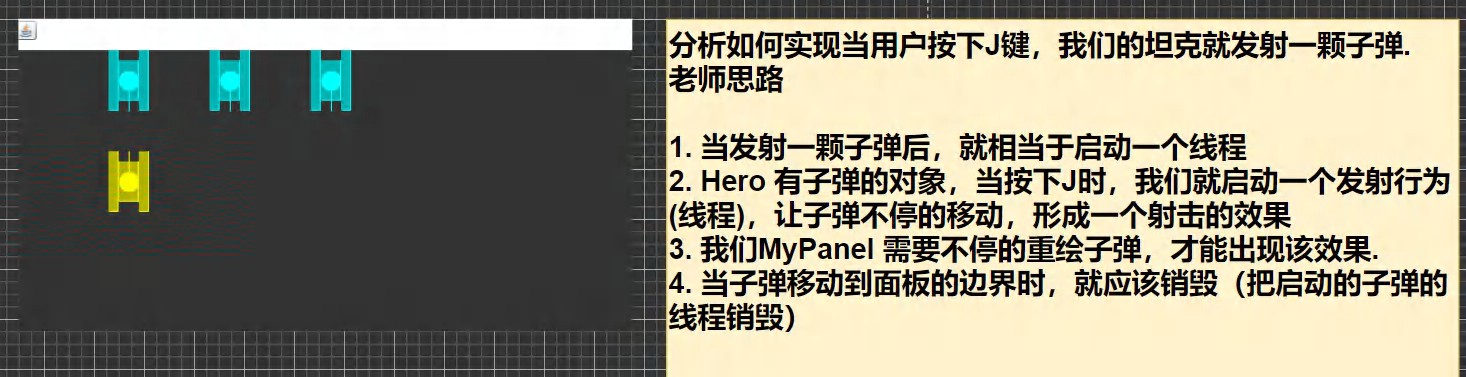 分析如何实现当用户按下J键，我们的坦克就发射一颗子弹.
老师思路
1. 当发射一颗子弹后，就相当于启动一个线程
2. Hero 有子弹的对象，当按下J时，我们就启动一个发射行为
(线程)，让子弹不停的移动，形成一个射击的效果
3. 我们MyPanel 需要不停的重绘子弹，才能出现该效果.
4. 当子弹移动到面板的边界时，就应该销毁（把启动的子弹的
线程销毁）